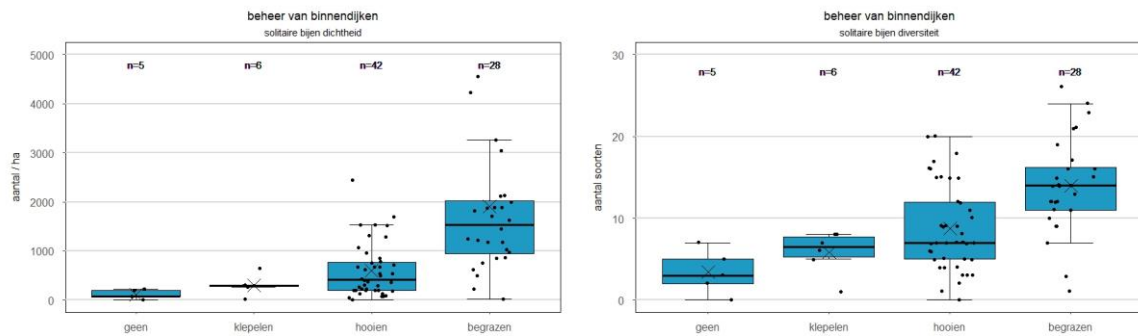 beheer van binnendijken
solitaire bijen dichtheid
5000
4000
3000
2000
1000
0
aantal / ha
n=5
n=6
n=42
n=28
geen
klepelen
hooien
begrazen
beheer van binnendijken
solitaire bijen diversiteit
30
20
10
0
aantal soorten
n=5
n=6
n=42
n=28
geen
klepelen
hooien
begrazen